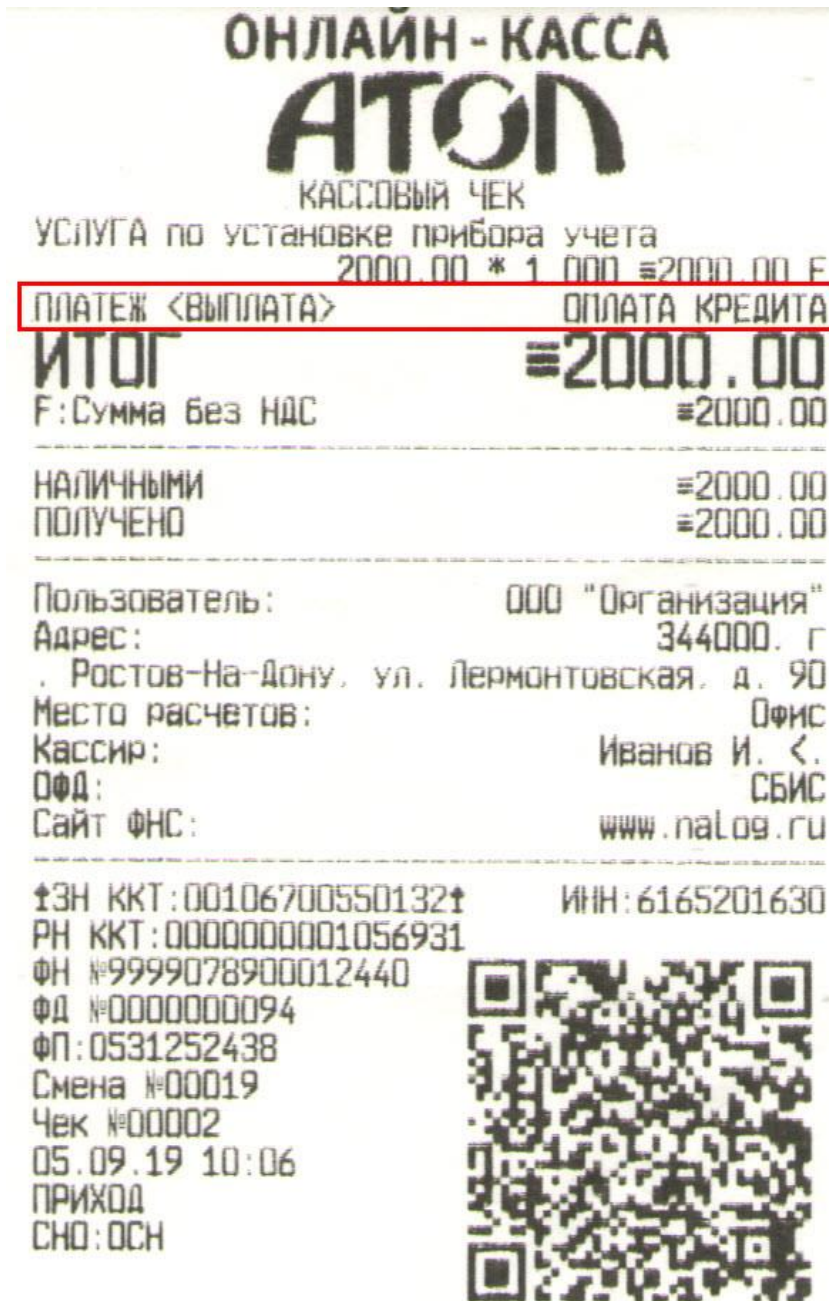 ОНЛАЙН-КАССА
АТОЛ
КАССОВЫЙ ЧЕК
УСЛУГА по установке прибора учета
2000.00 * 1.000 ≡2000.00 F
ПЛАТЕЖ <ВЫПЛАТА> ОПЛАТА КРЕДИТА
ИТОГ ≡2000.00
F:Сумма без НДС ≡2000.00
НАЛИЧНЫМИ ≡2000.00
ПОЛУЧЕНО ≡2000.00
Пользователь: ООО "Организация"
Адрес: 344000, г
. Ростов-На-Дону, ул. Лермонтовская, д. 90
Место расчетов: Офис
Кассир: Иванов И. <.
ОФД: СБИС
Сайт ФНС: www.nalog.ru
↑ЗН ККТ:00106700550132↑ ИНН:6165201630
РН ККТ:0000000001056931
ФН №9999078900012440
ФД №0000000094
ФП:0531252438
Смена №00019
Чек №00002
05.09.19 10:06
ПРИХОД
СНО:ОСН